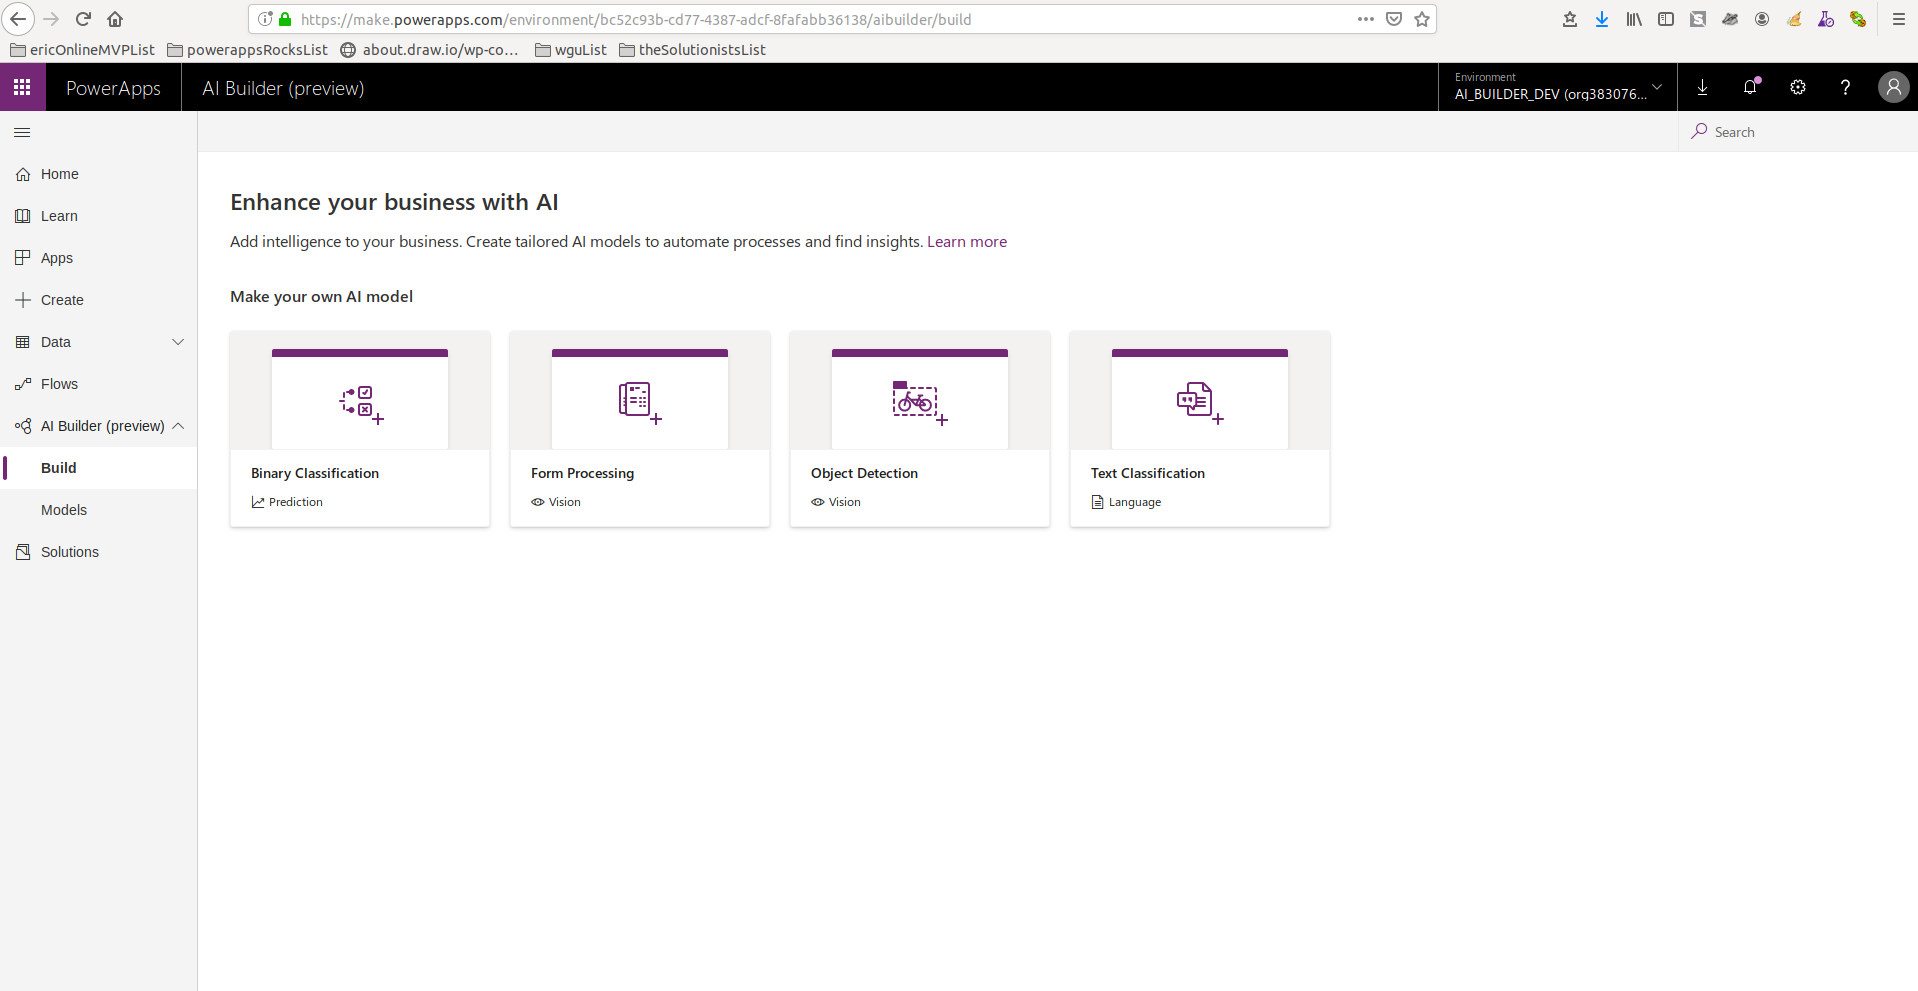 https://make.powerapps.com/environment/bc52c93b-cd77-4387-adcf-8fafabb36138/aibuilder/build
ericOnlineMVPList powerappsRocksList about.draw.io/wp-co... wguList theSolutionistsList
PowerApps AI Builder (preview)
Environment
AI_BUILDER_DEV (org383076...
Search
Home
Learn
Apps
Create
Data
Flows
AI Builder (preview)
Build
Models
Solutions
Enhance your business with AI
Add intelligence to your business. Create tailored AI models to automate processes and find insights. Learn more
Make your own AI model
Binary Classification
Prediction
Form Processing
Vision
Object Detection
Vision
Text Classification
Language